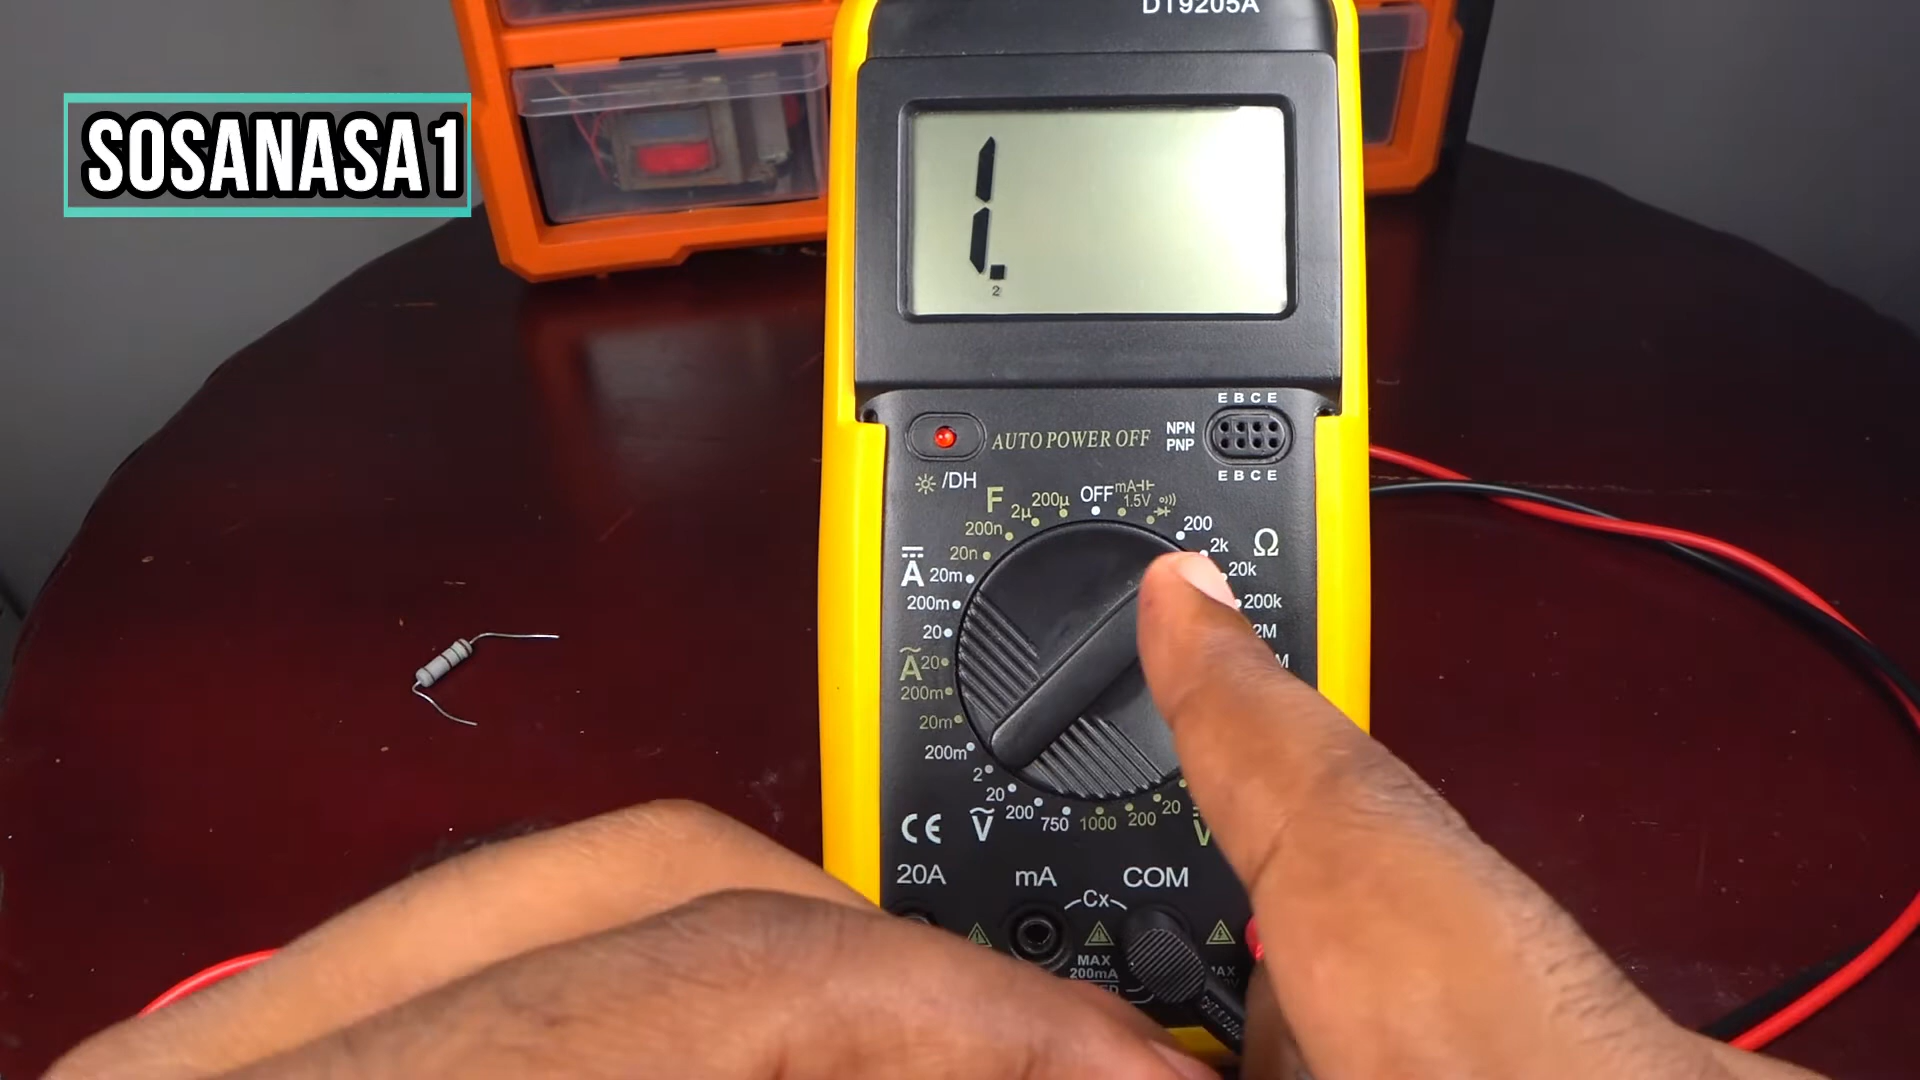 DT9205A
SOSANASA1
1.
2
E B C E
NPN
PNP
AUTO POWER OFF
E B C E
/DH
F
2µ
200µ
OFF
mA
1.5V
200n
200
2k
Ω
20n
20k
A
20m
200m
200k
20
2M
A
20
M
200m
20m
200m
2
20
200
750
1000
200
20
V
V
CE
20A
mA
COM
Cx
MAX
200mA